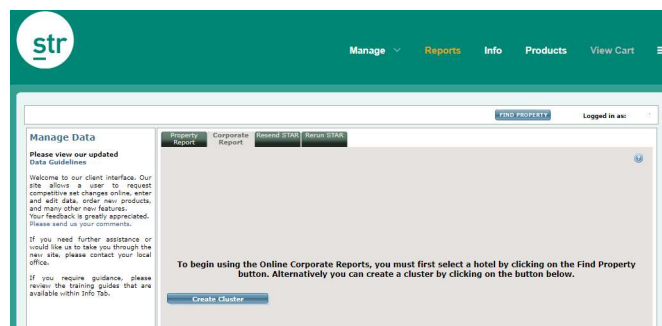 str
Manage Reports Info Products View Cart
FIND PROPERTY Logged in as:
Manage Data
Property Report
Corporate Report
Resend STAR
Rerun STAR
Please view our updated
Data Guidelines
Welcome to our client interface. Our
site allows a user to request
competitive set changes online, enter
and edit data, order new products,
and many other new features.
Your feedback is greatly appreciated.
Please send us your comments.
If you need further assistance or
would like us to take you through the
new site, please contact your local
office.
If you require guidance, please
review the training guides that are
available within Info Tab.
To begin using the Online Corporate Reports, you must first select a hotel by clicking on the Find Property
button. Alternatively you can create a cluster by clicking on the button below.
Create Cluster